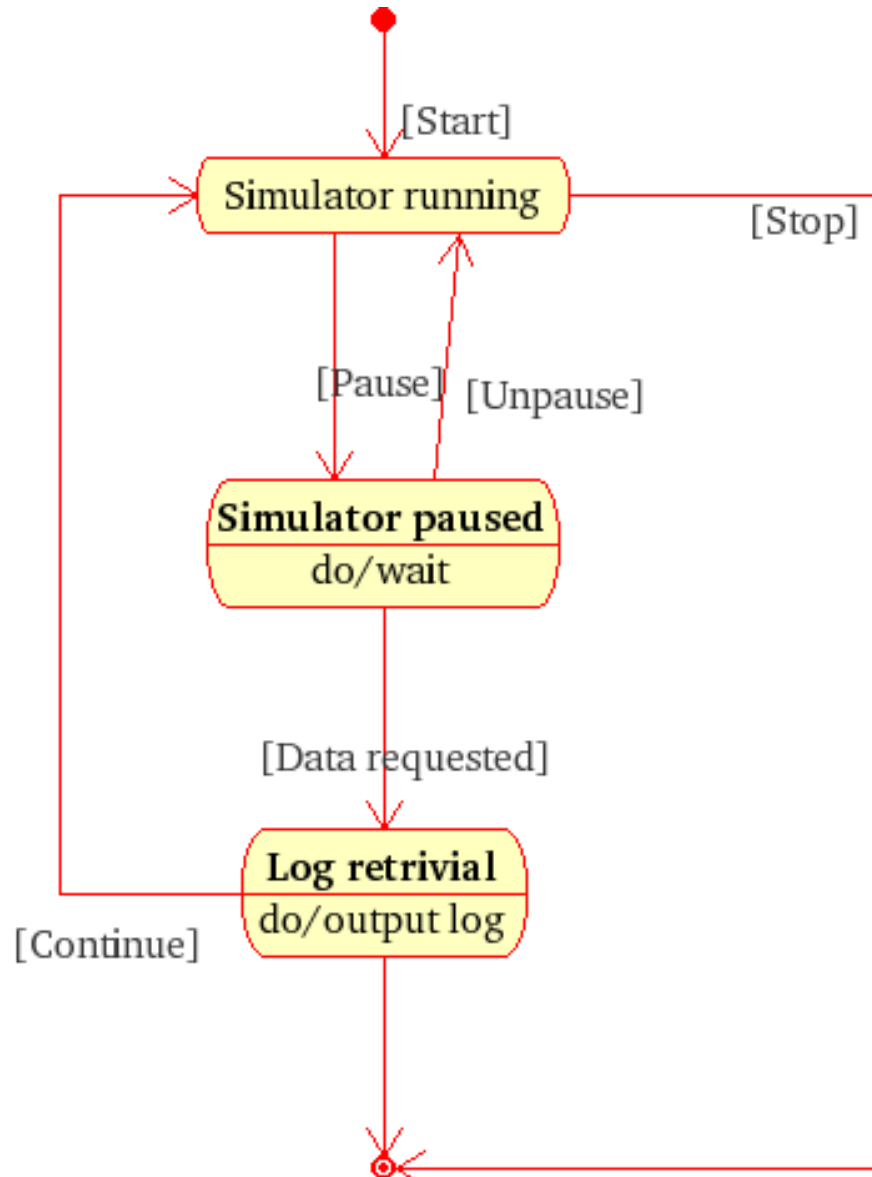 [Start]
Simulator running
[Stop]
[Pause]
[Unpause]
Simulator paused
do/wait
[Data requested]
Log retrivial
do/output log
[Continue]